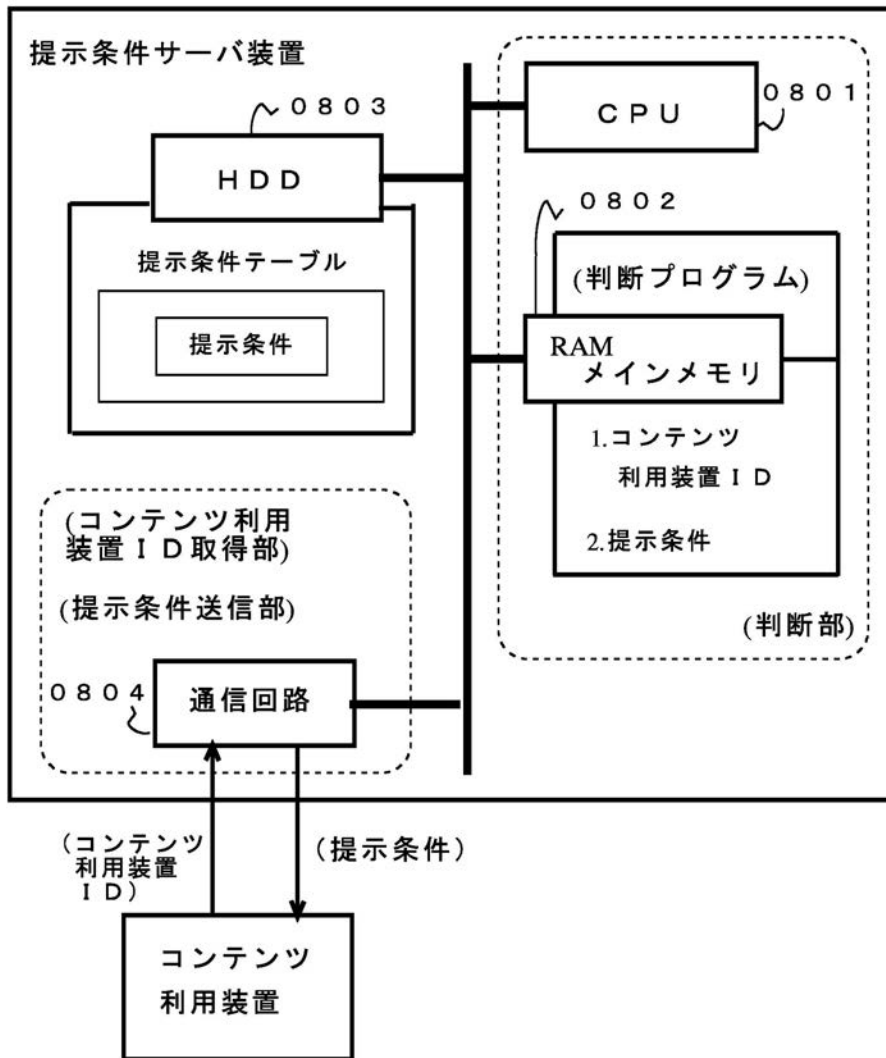 提示条件サーバ装置
０８０３
ＨＤＤ
提示条件テーブル
提示条件
ＣＰＵ
０８０１
０８０２
(判断プログラム)
RAM
メインメモリ
1.コンテンツ
利用装置ＩＤ
2.提示条件
(判断部)
(コンテンツ利用
装置ＩＤ取得部)
(提示条件送信部)
０８０４
通信回路
（コンテンツ
利用装置
ＩＤ）
（提示条件）
コンテンツ
利用装置